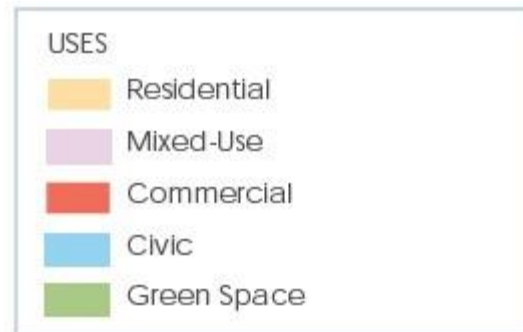 USES
Residential
Mixed-Use
Commercial
Civic
Green Space